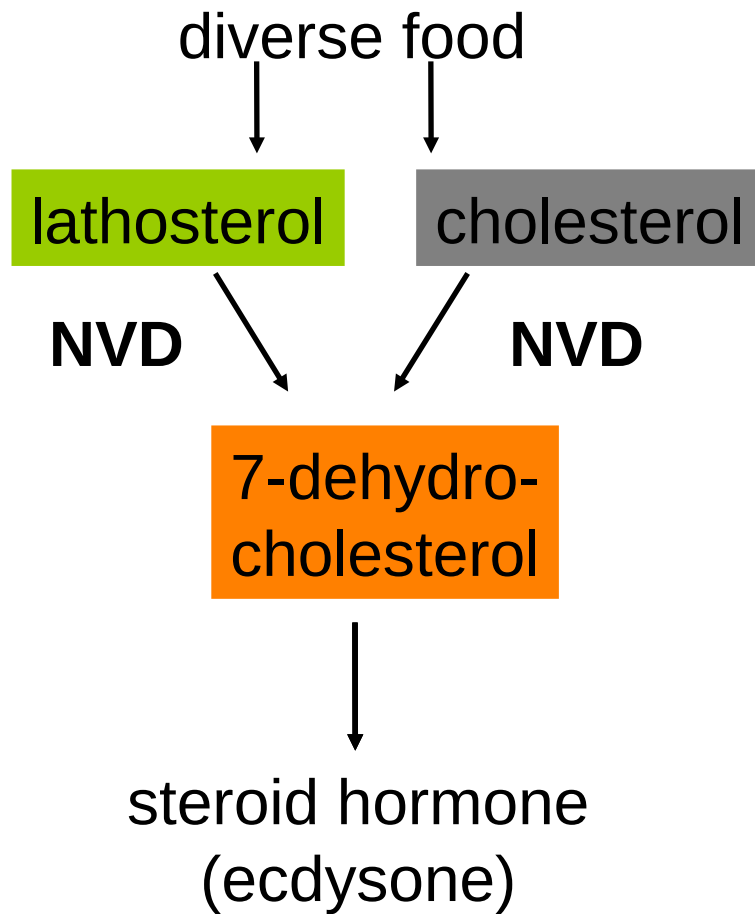 diverse food
lathosterol
cholesterol
NVD
NVD
7-dehydro-
cholesterol
steroid hormone
(ecdysone)